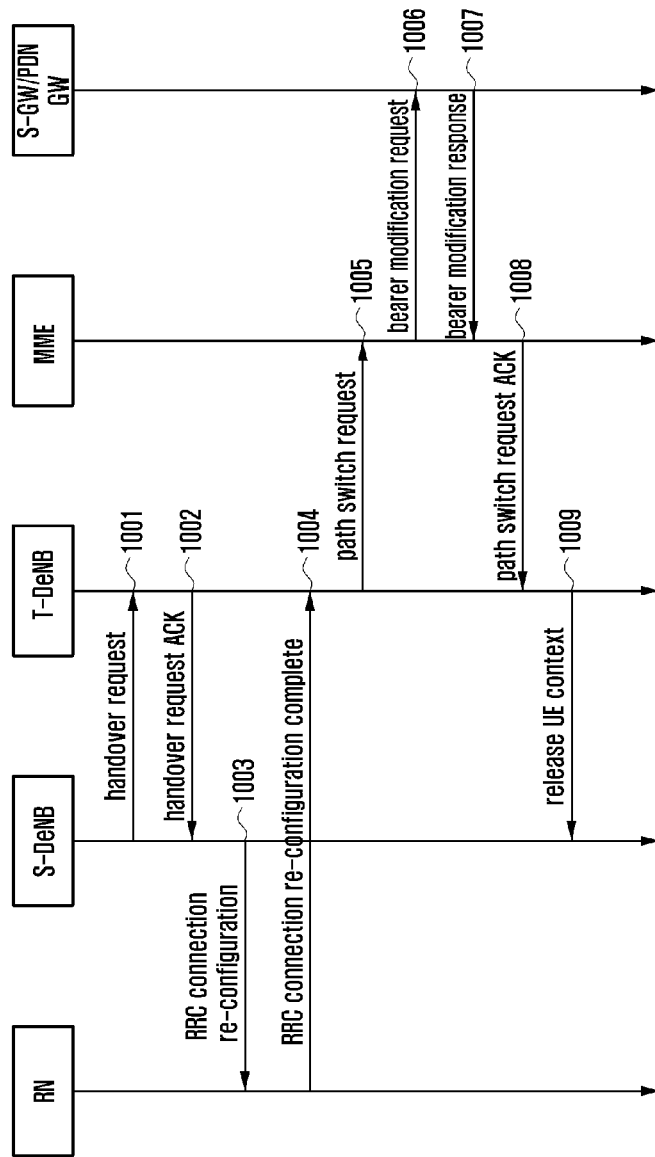 RN
S-DeNB
T-DeNB
MME
S-GW/PDN
GW
handover request
1001
handover request ACK
1002
RRC connection
re-configuration
1003
RRC connection re-configuration complete
1004
path switch request
1005
bearer modification request
1006
bearer modification response
1007
path switch request ACK
1008
release UE context
1009